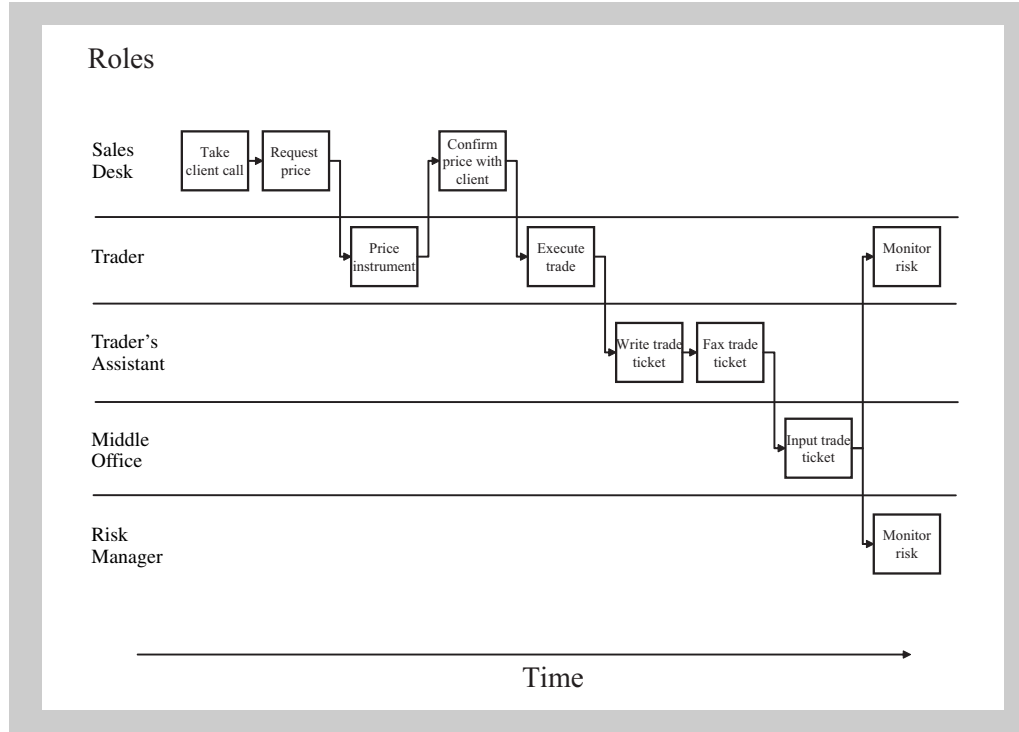 Roles
Sales
Desk
Take
client call
Request
price
Confirm
price with
client
Trader
Price
instrument
Execute
trade
Monitor
risk
Trader’s
Assistant
Write trade
ticket
Fax trade
ticket
Middle
Office
Input trade
ticket
Risk
Manager
Monitor
risk
Time